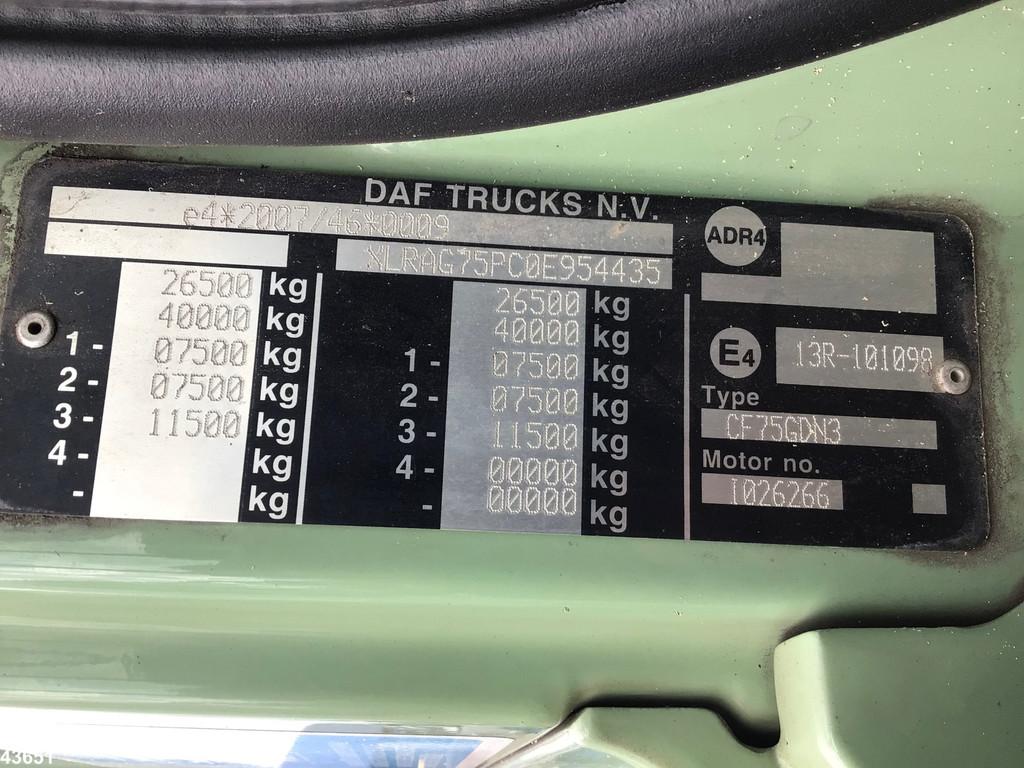 DAF TRUCKS N.V.
e4*2007/46*0009
XLRAG75PC0E954435
26500 kg
40000 kg
1 - 07500 kg
2 - 07500 kg
3 - 11500 kg
4 - kg
- kg
26500 kg
40000 kg
1 - 07500 kg
2 - 07500 kg
3 - 11500 kg
4 - 00000 kg
- 00000 kg
ADR4
E4 13R-101098
Type
CF75GDN3
Motor no.
1026266
43651